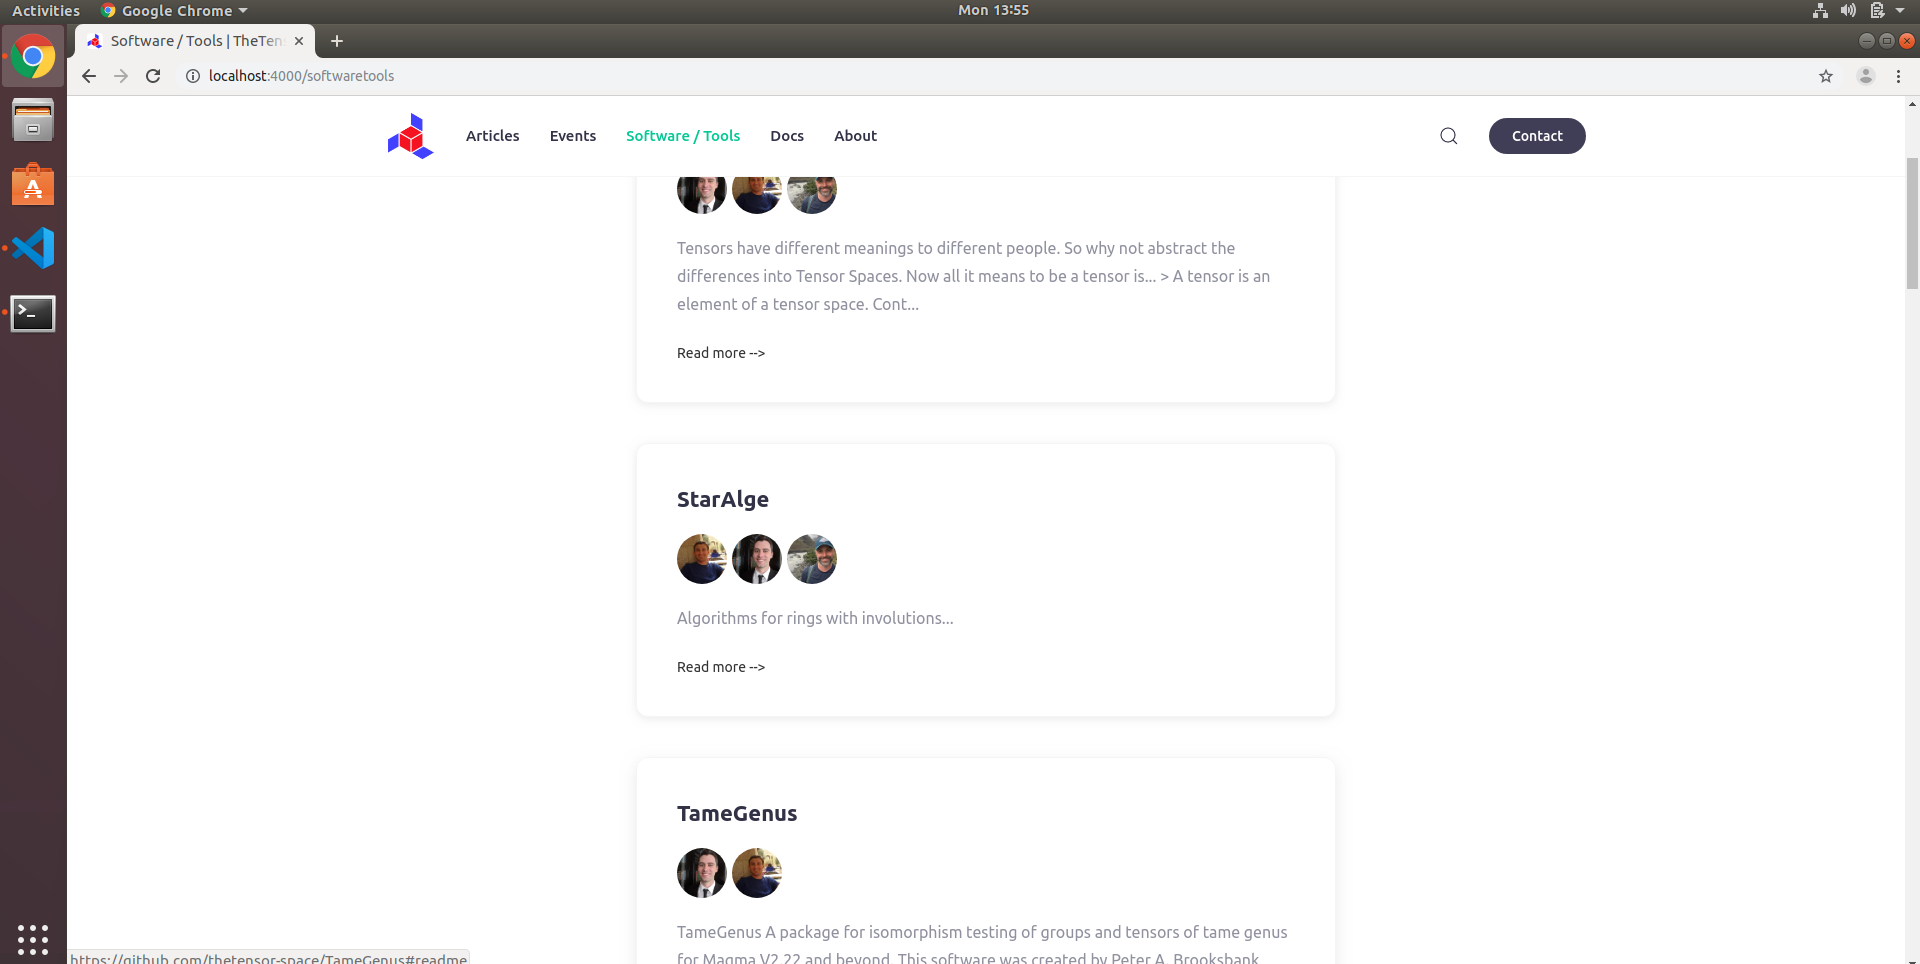 Activities
Google Chrome
Mon 13:55
Software / Tools | TheTen
localhost:4000/softwaretools
Articles
Events
Software / Tools
Docs
About
Contact
Tensors have different meanings to different people. So why not abstract the
differences into Tensor Spaces. Now all it means to be a tensor is... > A tensor is an
element of a tensor space. Cont...
Read more -->
StarAlge
Algorithms for rings with involutions...
Read more -->
TameGenus
TameGenus A package for isomorphism testing of groups and tensors of tame genus
for Magma V2.22 and beyond. This software was created by Peter A. Brooksbank,
https://github.com/thetensor-space/TameGenus#readme